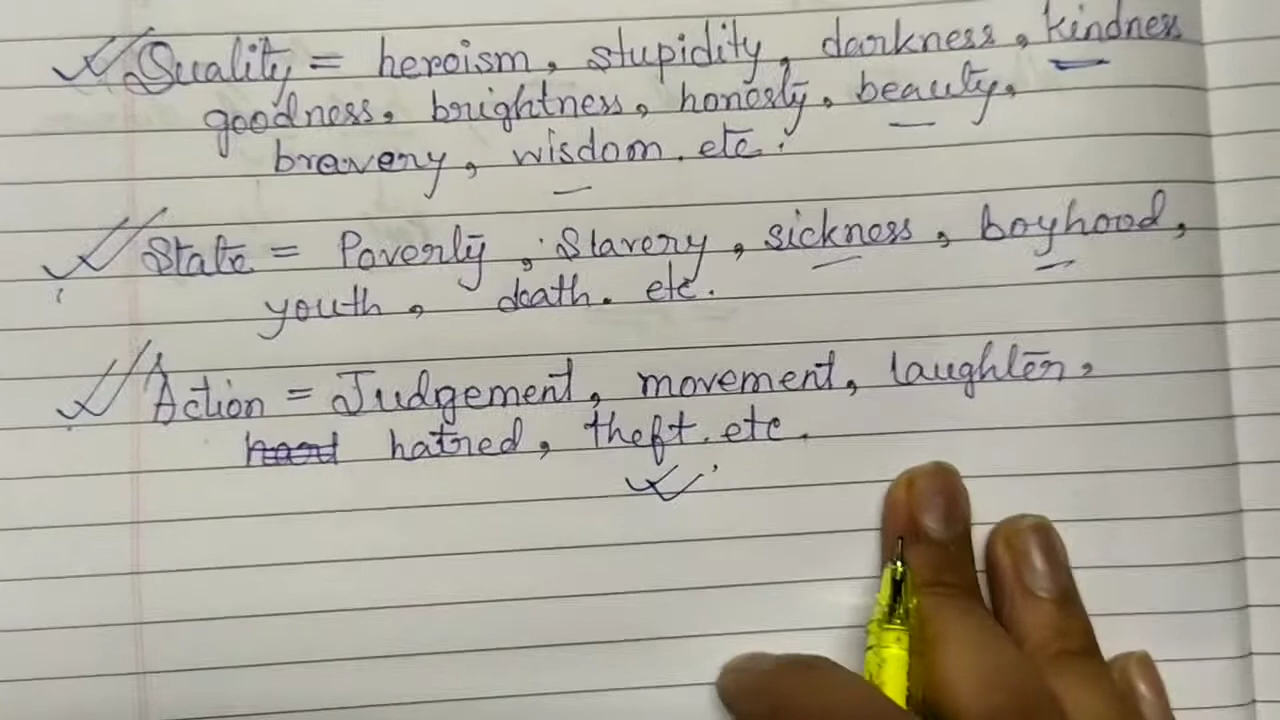 Quality = heroism, stupidity, darkness, kindness
goodness, brightness, honesty, beauty,
bravery, wisdom. etc.
State = Poverty, Slavery, sickness, boyhood,
youth, death. etc.
Action = Judgement, movement, laughter,
hatred, theft. etc.